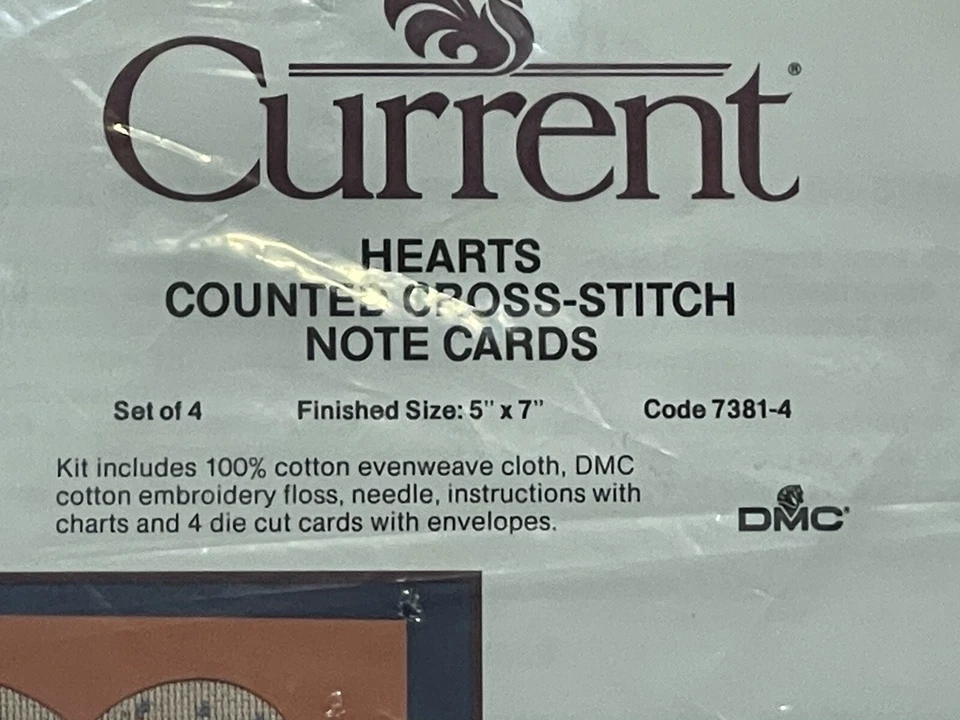 Current®
HEARTS
COUNTED CROSS-STITCH
NOTE CARDS
Set of 4 Finished Size: 5" x 7" Code 7381-4
Kit includes 100% cotton evenweave cloth, DMC
cotton embroidery floss, needle, instructions with
charts and 4 die cut cards with envelopes.
DMC